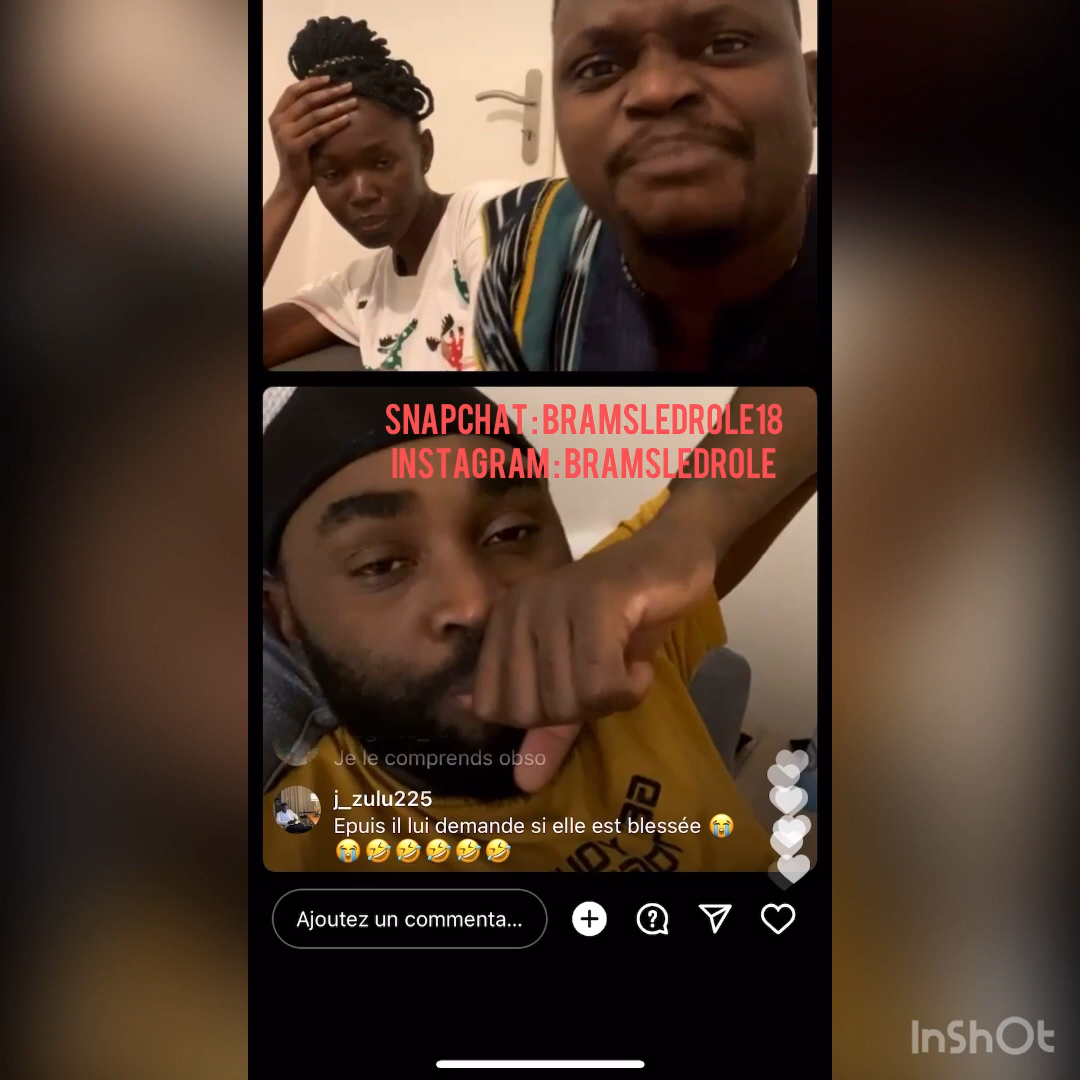 SNAPCHAT : BRAMSLEDROLE18
INSTAGRAM : BRAMSLEDROLE
Je le comprends obso
j_zulu225
Epuis il lui demande si elle est blessée 😭
😭🤣🤣🤣🤣🤣
Ajoutez un commenta...
InShOt